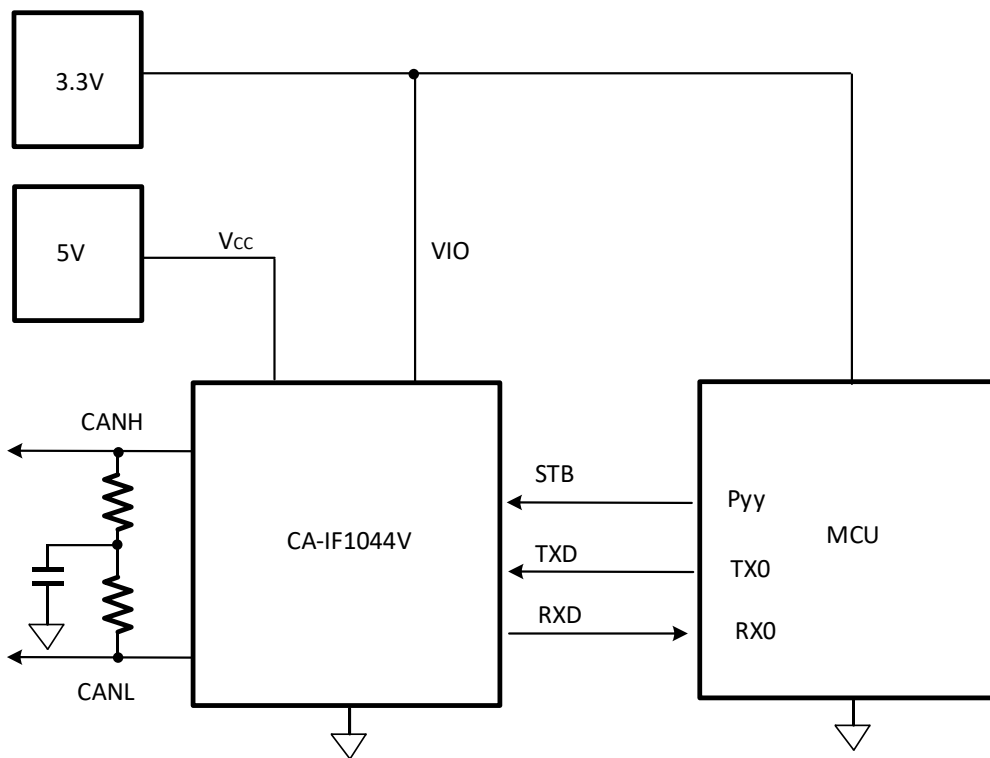 3.3V
5V
VCC
VIO
CANH
STB
Pyy
CA-IF1044V
MCU
TXD
TX0
RXD
RX0
CANL